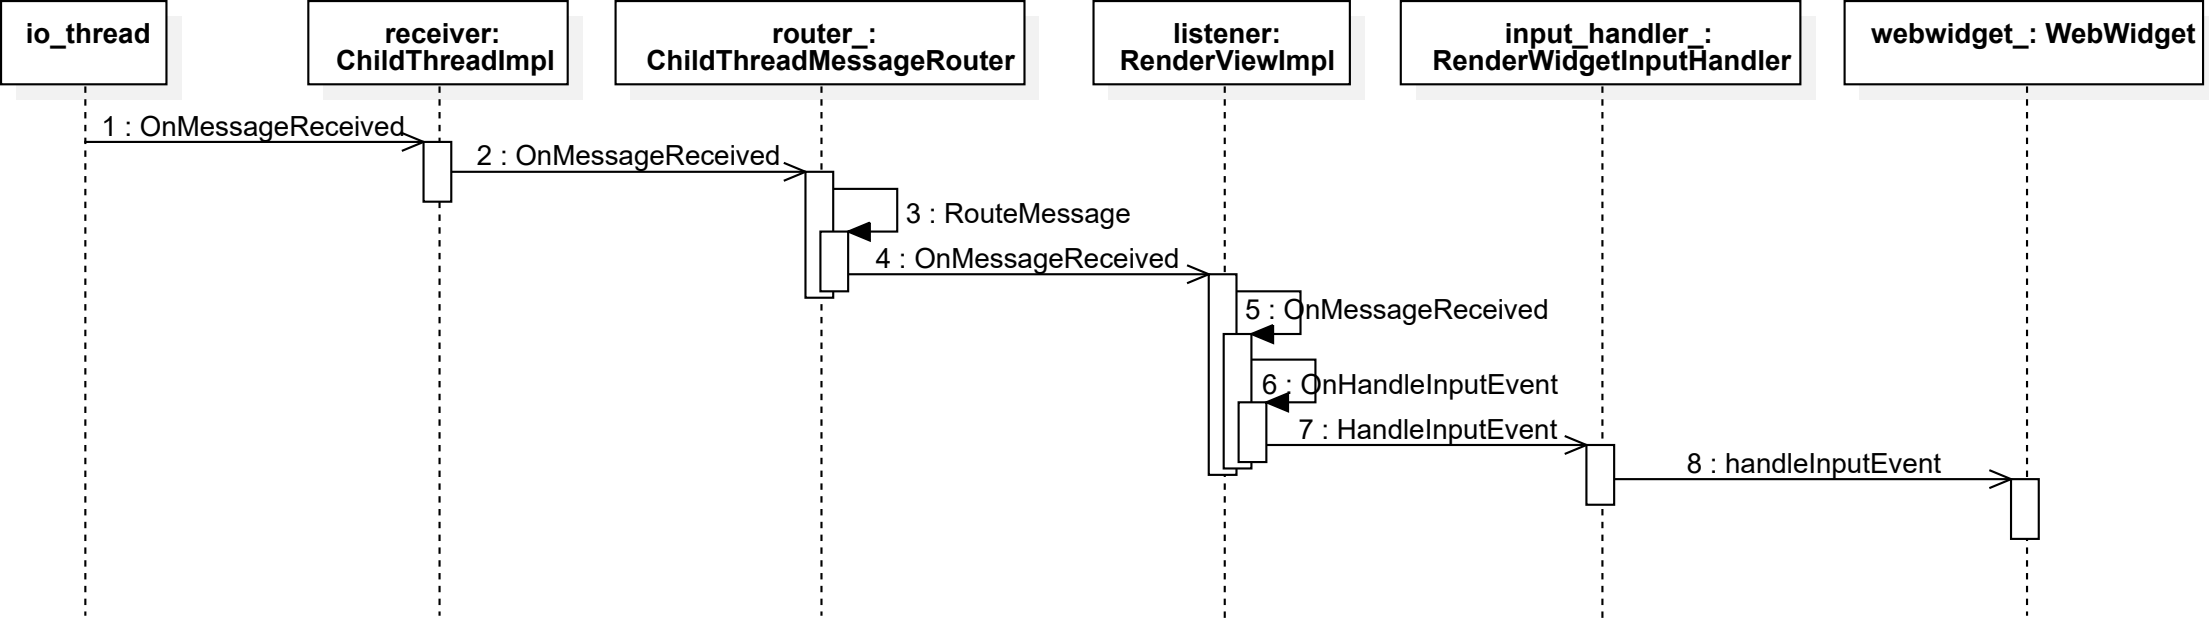 io_thread
receiver:
ChildThreadImpl
router_:
ChildThreadMessageRouter
listener:
RenderViewImpl
input_handler_:
RenderWidgetInputHandler
webwidget_: WebWidget
1 : OnMessageReceived
2 : OnMessageReceived
3 : RouteMessage
4 : OnMessageReceived
5 : OnMessageReceived
6 : OnHandleInputEvent
7 : HandleInputEvent
8 : handleInputEvent